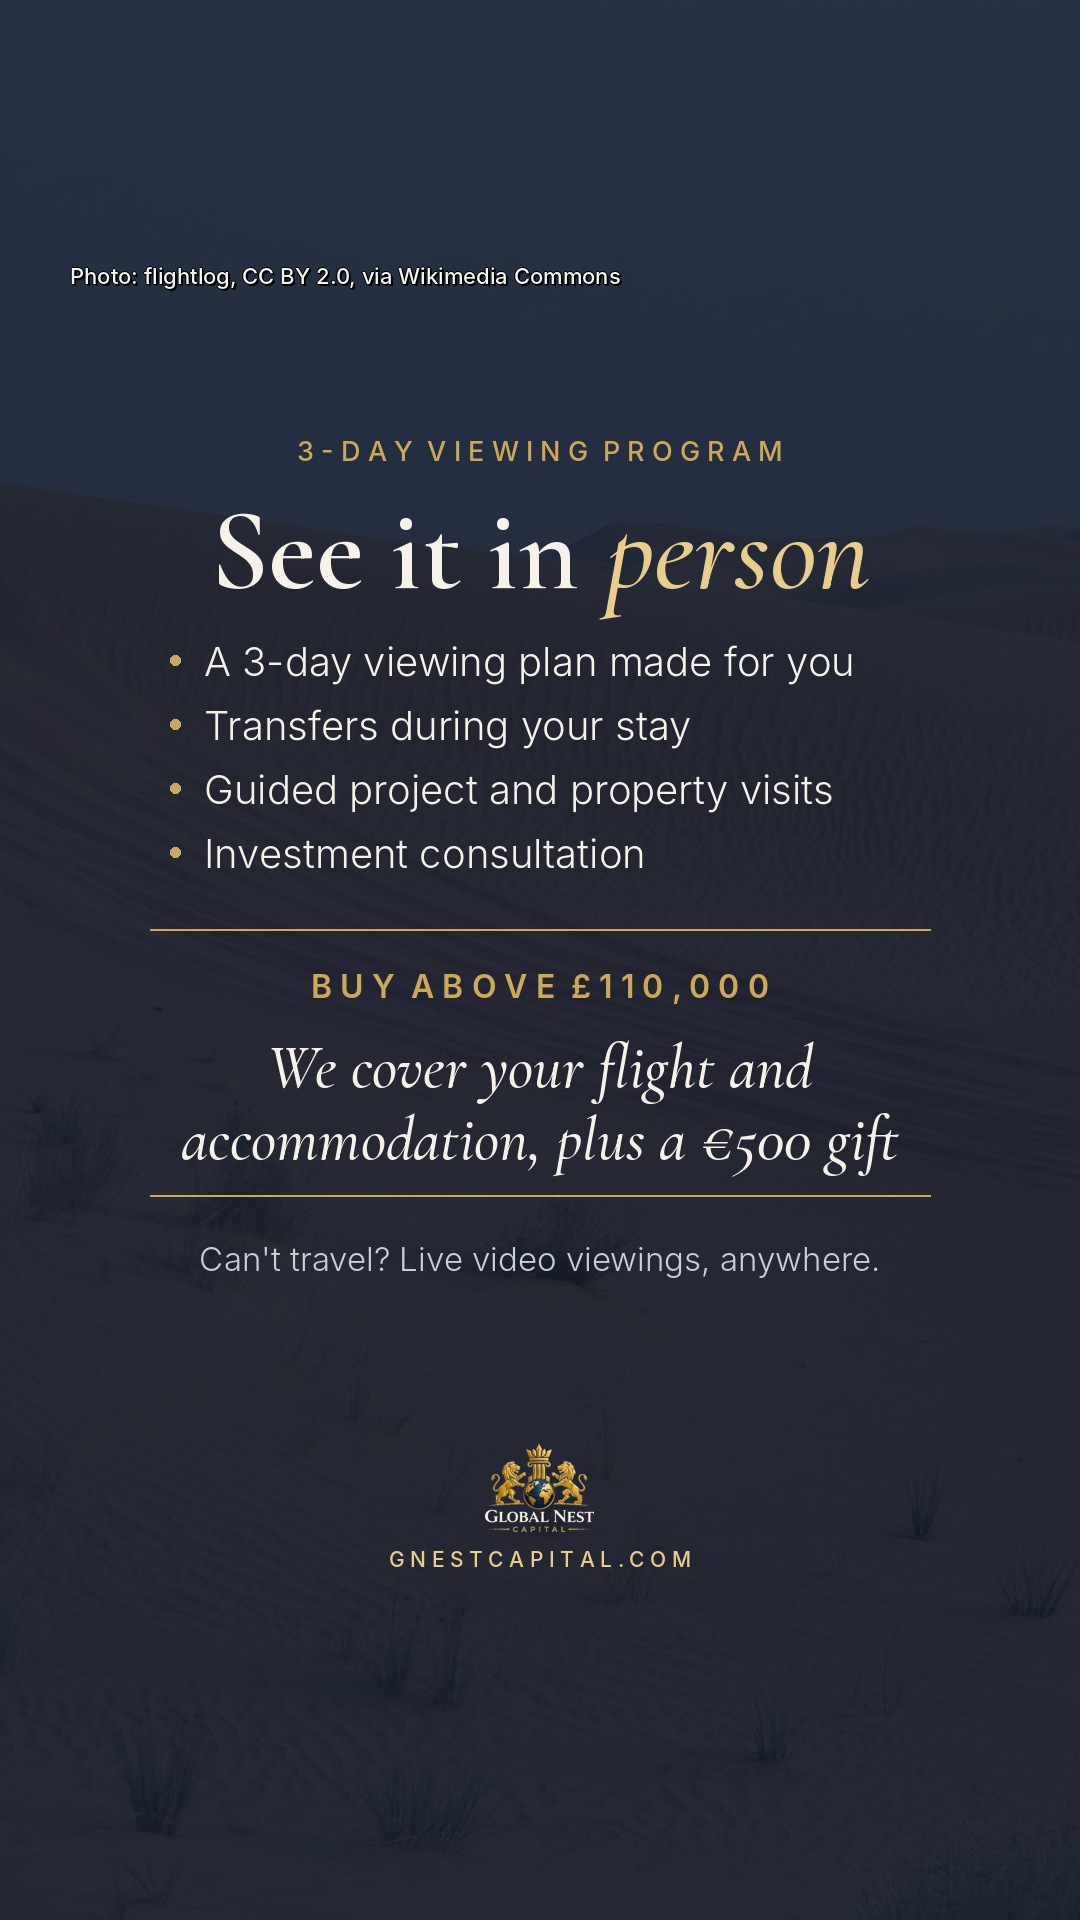 Photo: flightlog, CC BY 2.0, via Wikimedia Commons
3-DAY VIEWING PROGRAM
See it in person
• A 3-day viewing plan made for you
• Transfers during your stay
• Guided project and property visits
• Investment consultation
BUY ABOVE £110,000
We cover your flight and
accommodation, plus a €500 gift
Can't travel? Live video viewings, anywhere.
GLOBAL NEST
CAPITAL
GNESTCAPITAL.COM